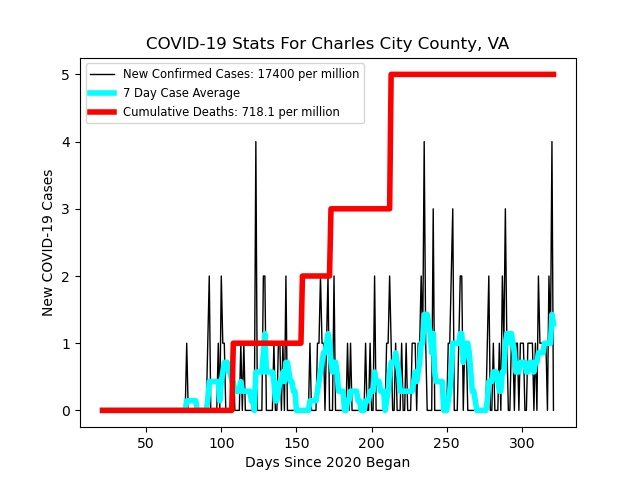 COVID-19 Stats For Charles City County, VA
New Confirmed Cases: 17400 per million
7 Day Case Average
Cumulative Deaths: 718.1 per million
New COVID-19 Cases
5
4
3
2
1
0
50 100 150 200 250 300
Days Since 2020 Began